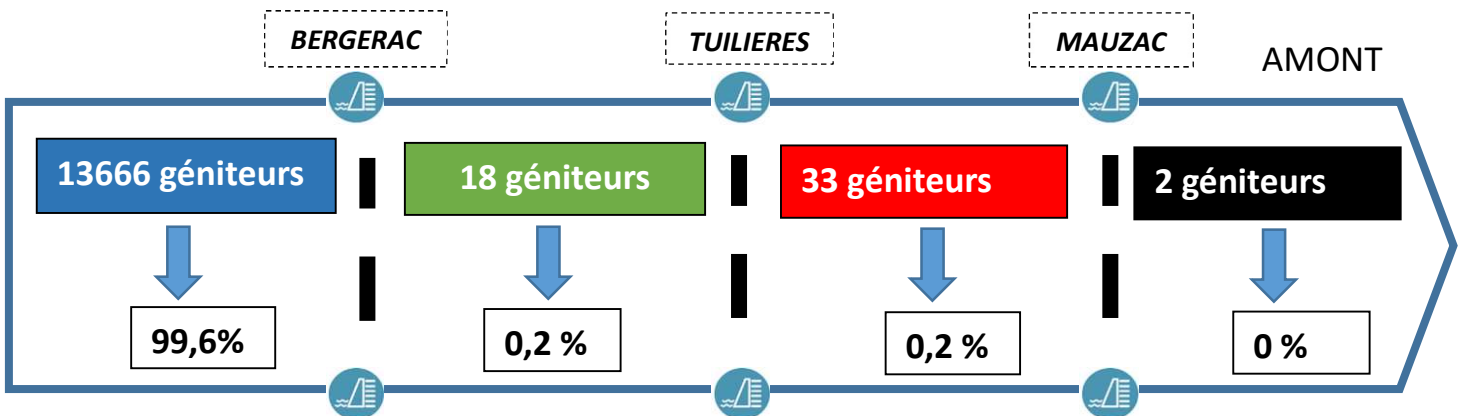 BERGERAC
TUILIERES
MAUZAC
AMONT
13666 géniteurs
18 géniteurs
33 géniteurs
2 géniteurs
99,6%
0,2 %
0,2 %
0 %